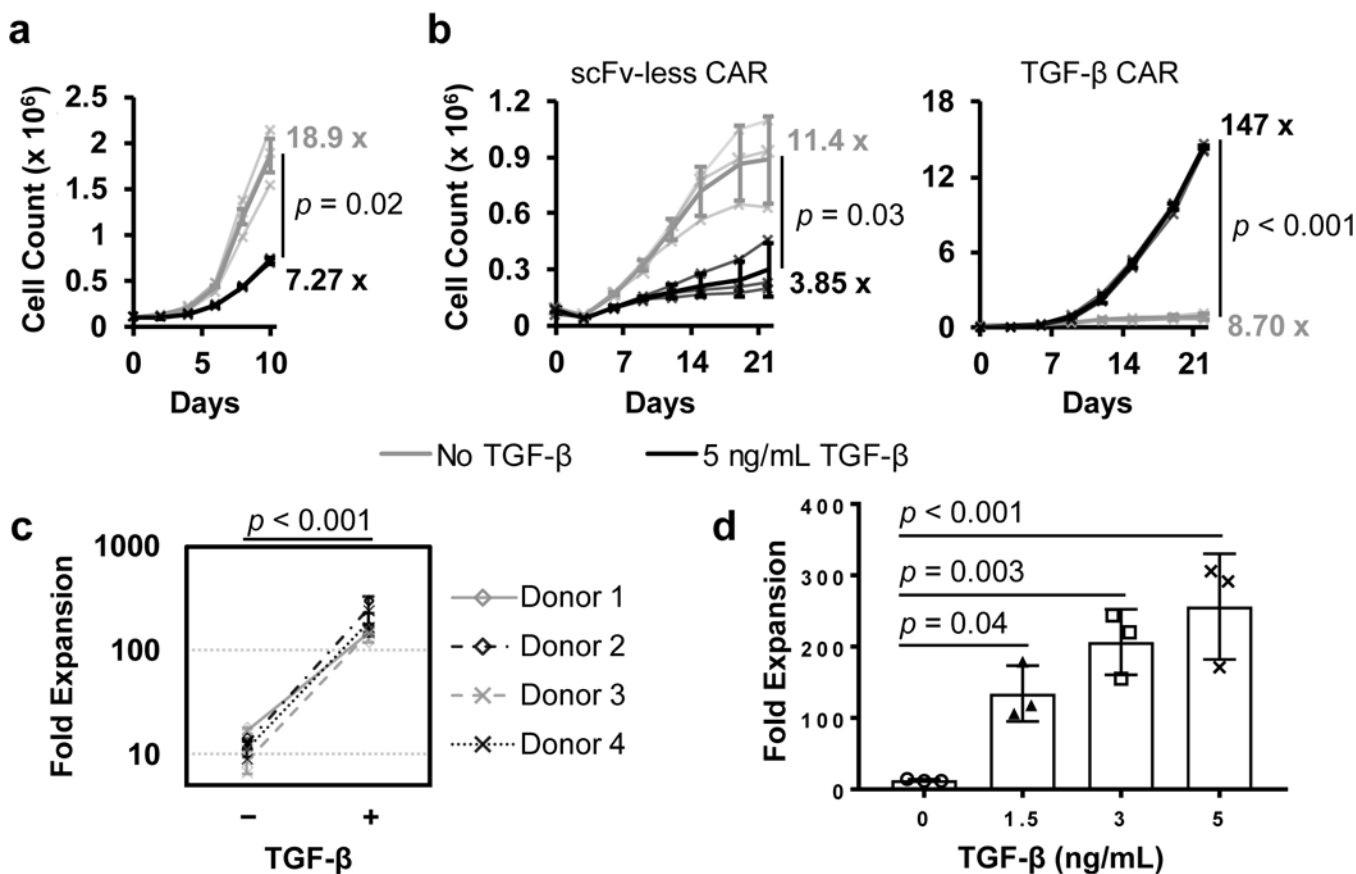 a
2.5
2
1.5
1
0.5
0
Cell Count (x 10⁶)
0 5 10
Days
18.9 x
p = 0.02
7.27 x
b
scFv-less CAR
1.2
0.9
0.6
0.3
0
Cell Count (x 10⁶)
0 7 14 21
Days
11.4 x
p = 0.03
3.85 x
TGF-β CAR
18
12
6
0
0 7 14 21
Days
147 x
p < 0.001
8.70 x
No TGF-β
5 ng/mL TGF-β
c
p < 0.001
1000
100
10
Fold Expansion
− +
TGF-β
Donor 1
Donor 2
Donor 3
Donor 4
d
400
300
200
100
0
Fold Expansion
p < 0.001
p = 0.003
p = 0.04
0 1.5 3 5
TGF-β (ng/mL)